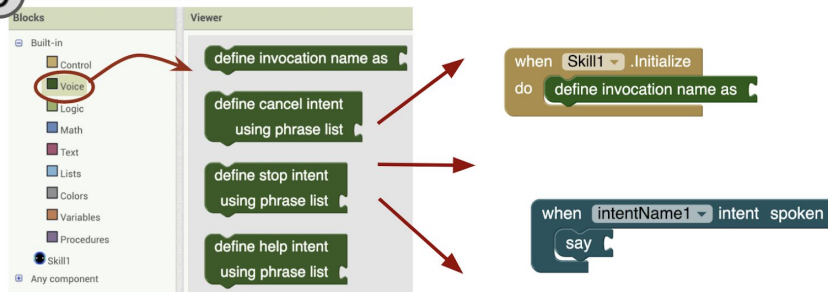 Blocks
Viewer
Built-in
Control
Voice
Logic
Math
Text
Lists
Colors
Variables
Procedures
Skill1
Any component
define invocation name as
define cancel intent
using phrase list
define stop intent
using phrase list
define help intent
using phrase list
when Skill1 .Initialize
do define invocation name as
when intentName1 intent spoken
say